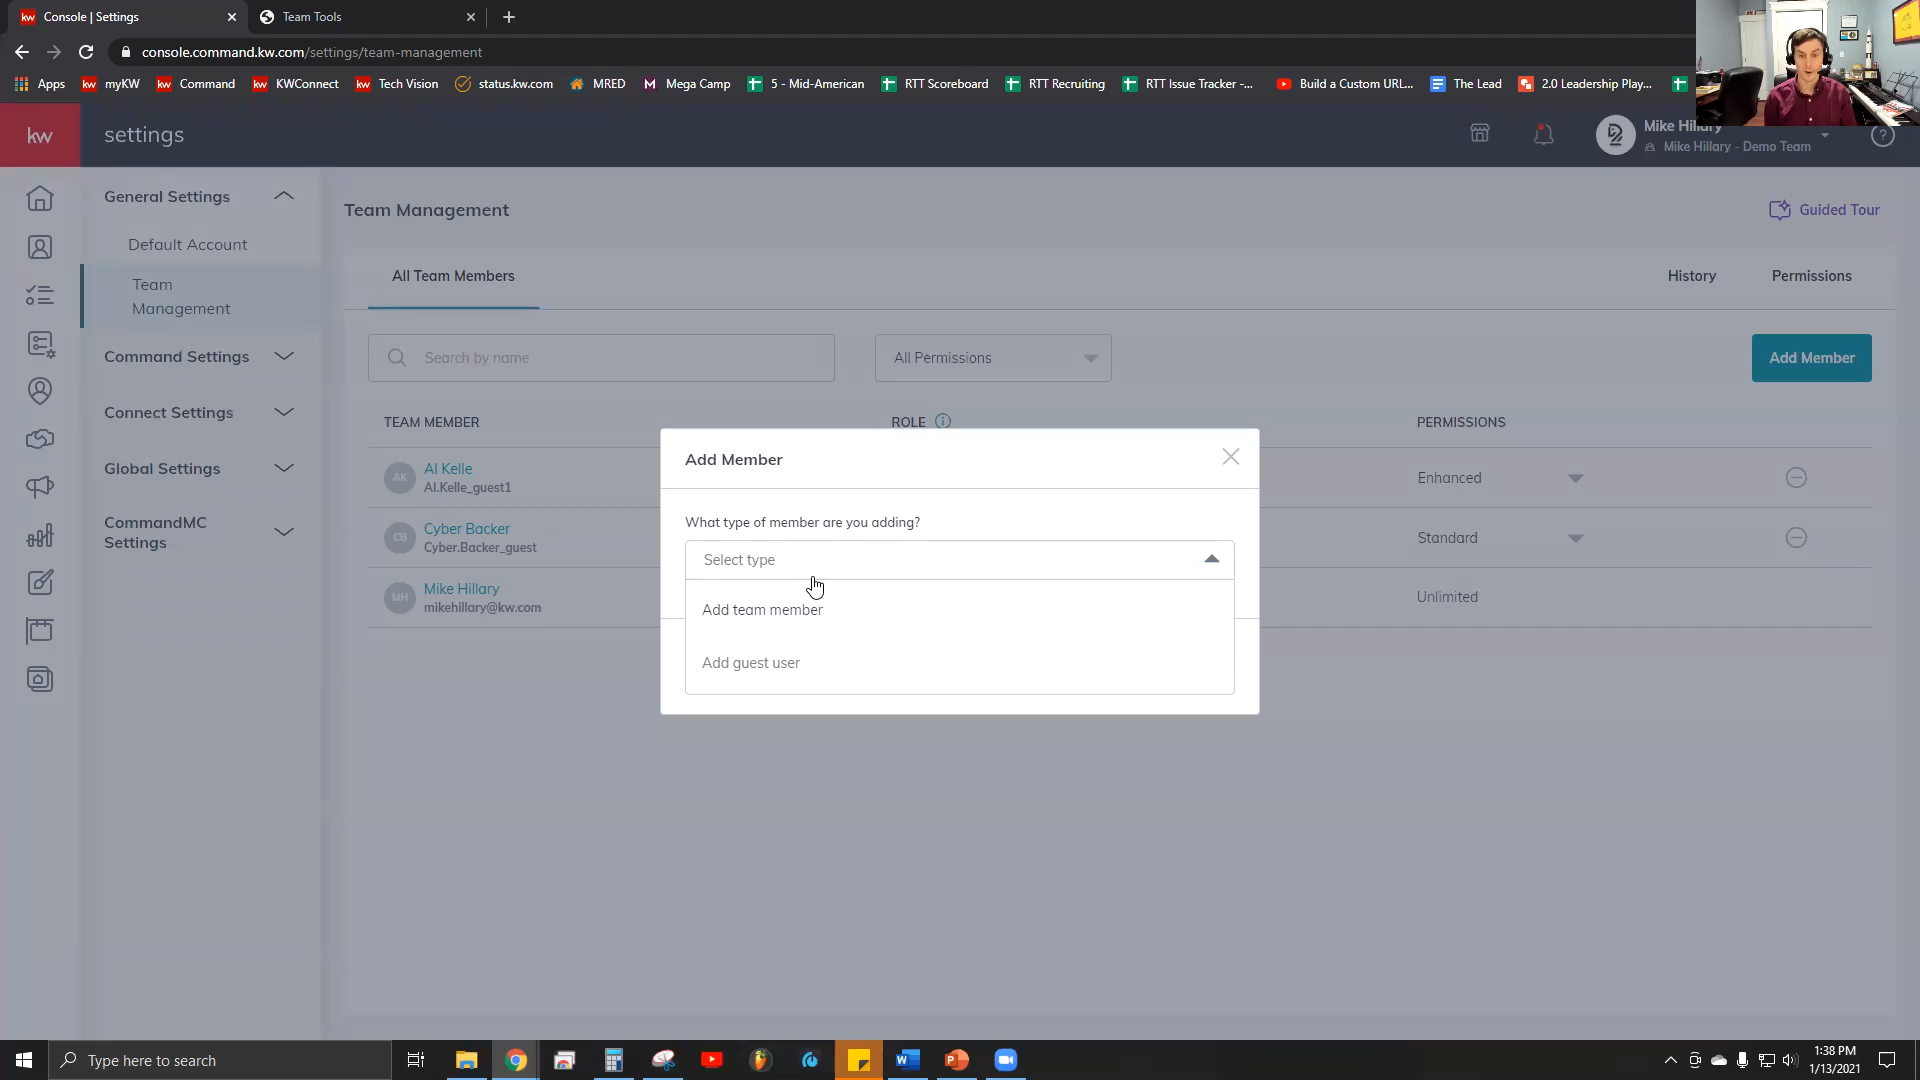 Console | Settings
Team Tools
console.command.kw.com/settings/team-management
Apps
myKW
Command
KWConnect
Tech Vision
status.kw.com
MRED
Mega Camp
5 - Mid-American
RTT Scoreboard
RTT Recruiting
RTT Issue Tracker -...
Build a Custom URL...
The Lead
2.0 Leadership Play...
kw
settings
Mike Hillary
Mike Hillary - Demo Team
General Settings
Default Account
Team
Management
Command Settings
Connect Settings
Global Settings
CommandMC
Settings
Team Management
Guided Tour
All Team Members
History
Permissions
Search by name
All Permissions
Add Member
TEAM MEMBER
ROLE
PERMISSIONS
AK
Al Kelle
Al.Kelle_guest1
Enhanced
CB
Cyber Backer
Cyber.Backer_guest
Standard
MH
Mike Hillary
mikehillary@kw.com
Unlimited
Add Member
What type of member are you adding?
Select type
Add team member
Add guest user
Type here to search
1:38 PM
1/13/2021